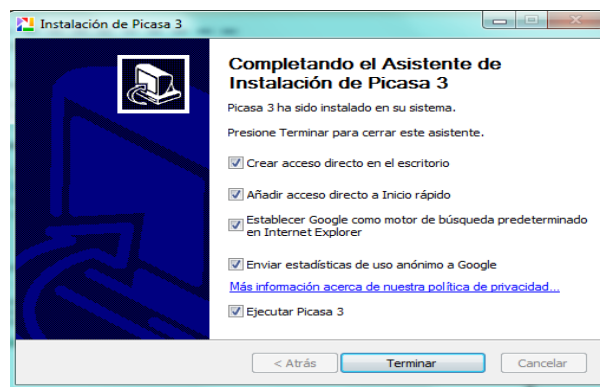 Instalación de Picasa 3
Completando el Asistente de
Instalación de Picasa 3
Picasa 3 ha sido instalado en su sistema.
Presione Terminar para cerrar este asistente.
Crear acceso directo en el escritorio
Añadir acceso directo a Inicio rápido
Establecer Google como motor de búsqueda predeterminado
en Internet Explorer
Enviar estadísticas de uso anónimo a Google
Más información acerca de nuestra política de privacidad...
Ejecutar Picasa 3
< Atrás
Terminar
Cancelar